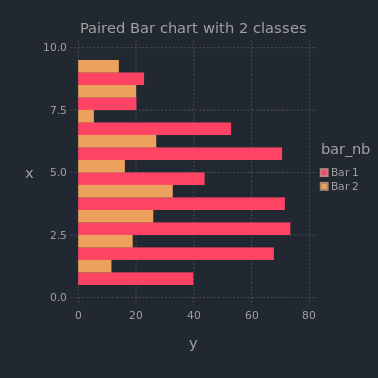 Paired Bar chart with 2 classes
10.0
7.5
5.0
2.5
0.0
x
0 20 40 60 80
y
bar_nb
Bar 1
Bar 2